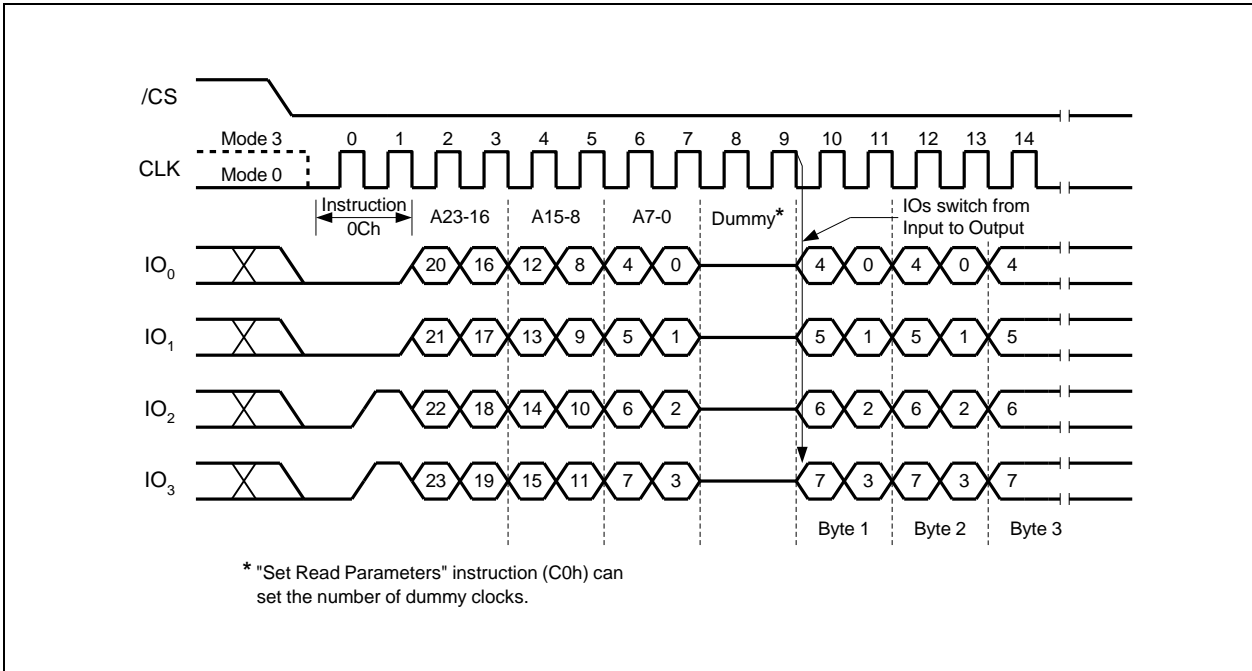 /CS
Mode 3 0 1 2 3 4 5 6 7 8 9 10 11 12 13 14
CLK
Mode 0
Instruction A23-16 A15-8 A7-0 Dummy* IOs switch from
0Ch Input to Output
IO0 20 16 12 8 4 0 4 0 4 0 4
IO1 21 17 13 9 5 1 5 1 5 1 5
IO2 22 18 14 10 6 2 6 2 6 2 6
IO3 23 19 15 11 7 3 7 3 7 3 7
Byte 1 Byte 2 Byte 3
* "Set Read Parameters" instruction (C0h) can
set the number of dummy clocks.